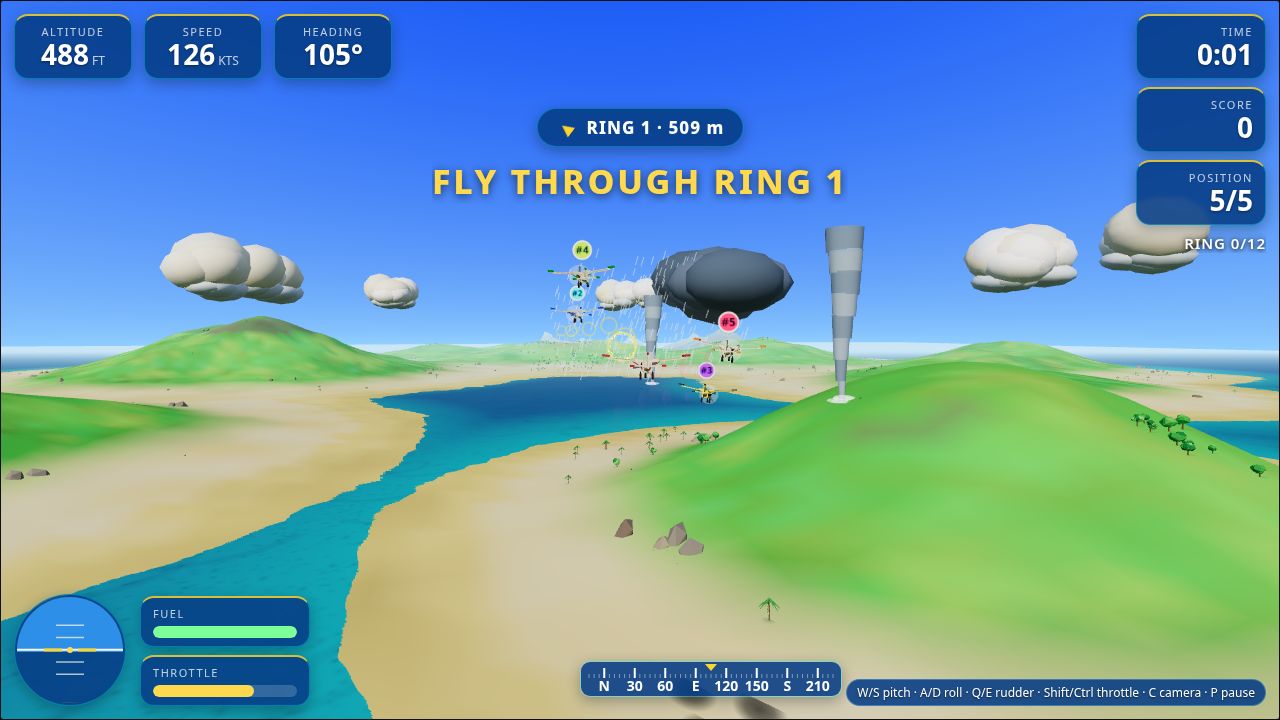 ALTITUDE
488 FT
SPEED
126 KTS
HEADING
105°
TIME
0:01
SCORE
0
POSITION
5/5
RING 0/12
RING 1 · 509 m
FLY THROUGH RING 1
#4
#2
#5
#3
FUEL
THROTTLE
N 30 60 E 120 150 S 210
W/S pitch · A/D roll · Q/E rudder · Shift/Ctrl throttle · C camera · P pause